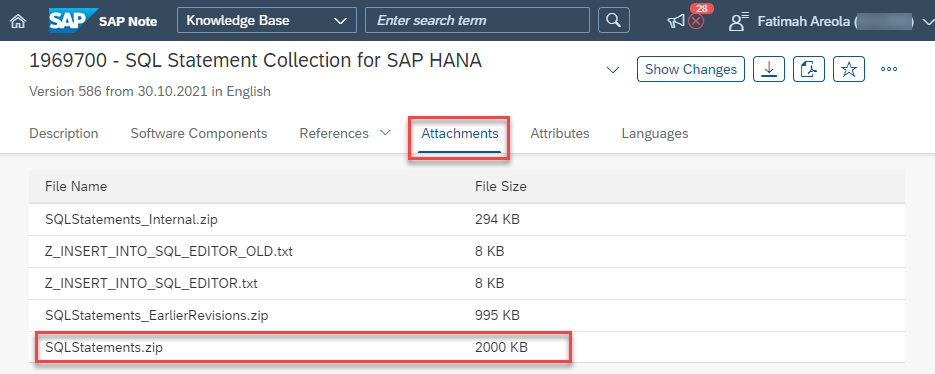 SAP SAP Note Knowledge Base Enter search term 28 Fatimah Areola ( )
1969700 - SQL Statement Collection for SAP HANA
Show Changes
Version 586 from 30.10.2021 in English
Description Software Components References Attachments Attributes Languages
File Name File Size
SQLStatements_Internal.zip 294 KB
Z_INSERT_INTO_SQL_EDITOR_OLD.txt 8 KB
Z_INSERT_INTO_SQL_EDITOR.txt 8 KB
SQLStatements_EarlierRevisions.zip 995 KB
SQLStatements.zip 2000 KB